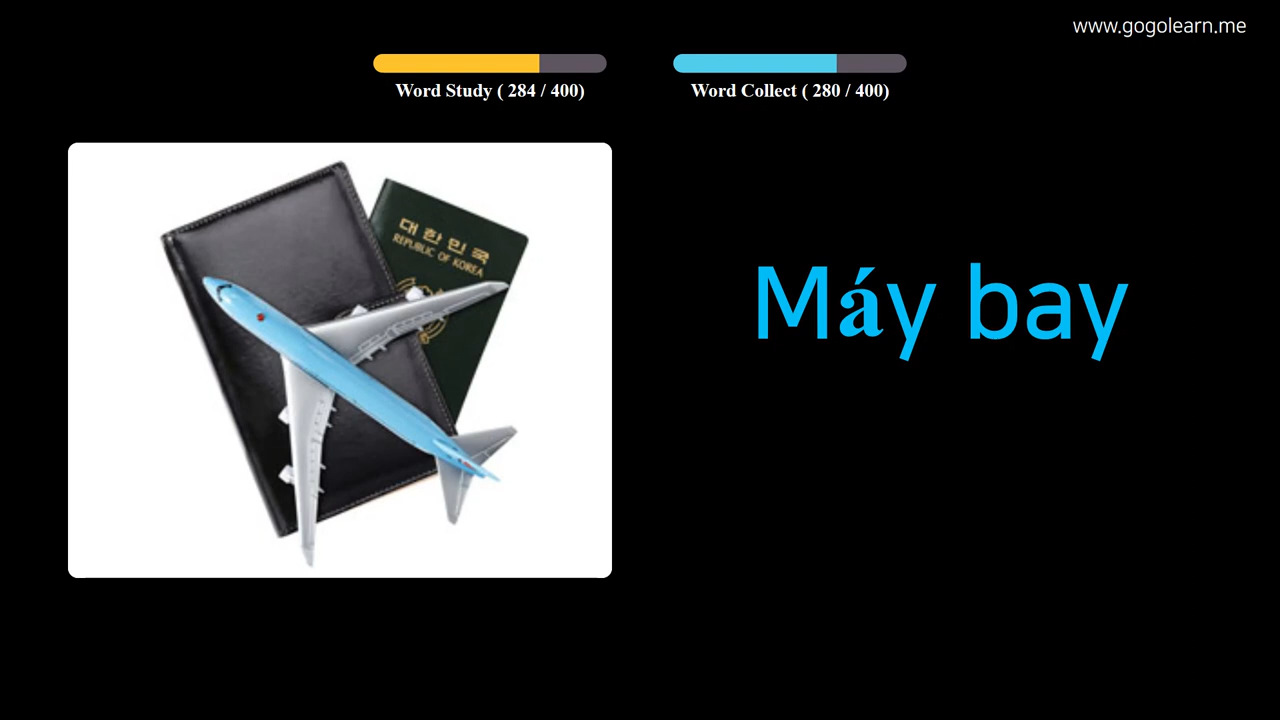 www.gogolearn.me
Word Study ( 284 / 400)
Word Collect ( 280 / 400)
대한민국
REPUBLIC OF KOREA
Máy bay